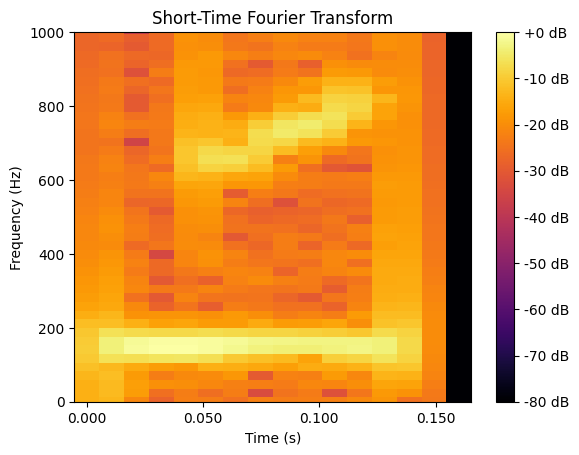 Short-Time Fourier Transform
1000
800
600
400
200
0
Frequency (Hz)
0.000
0.050
0.100
0.150
Time (s)
+0 dB
-10 dB
-20 dB
-30 dB
-40 dB
-50 dB
-60 dB
-70 dB
-80 dB